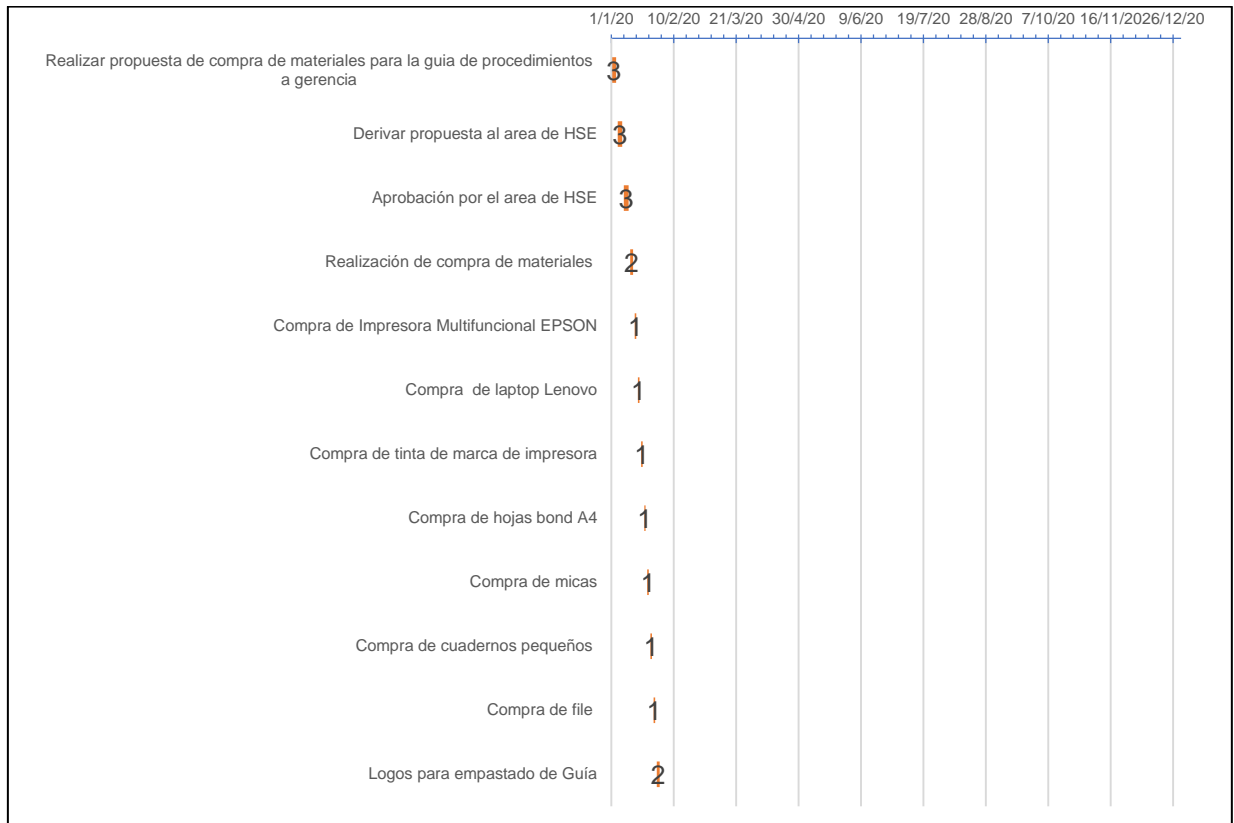 1/1/20 10/2/20 21/3/20 30/4/20 9/6/20 19/7/20 28/8/20 7/10/20 16/11/20 26/12/20
Realizar propuesta de compra de materiales para la guia de procedimientos
a gerencia
3
Derivar propuesta al area de HSE
3
Aprobación por el area de HSE
3
Realización de compra de materiales
2
Compra de Impresora Multifuncional EPSON
1
Compra de laptop Lenovo
1
Compra de tinta de marca de impresora
1
Compra de hojas bond A4
1
Compra de micas
1
Compra de cuadernos pequeños
1
Compra de file
1
Logos para empastado de Guía
2